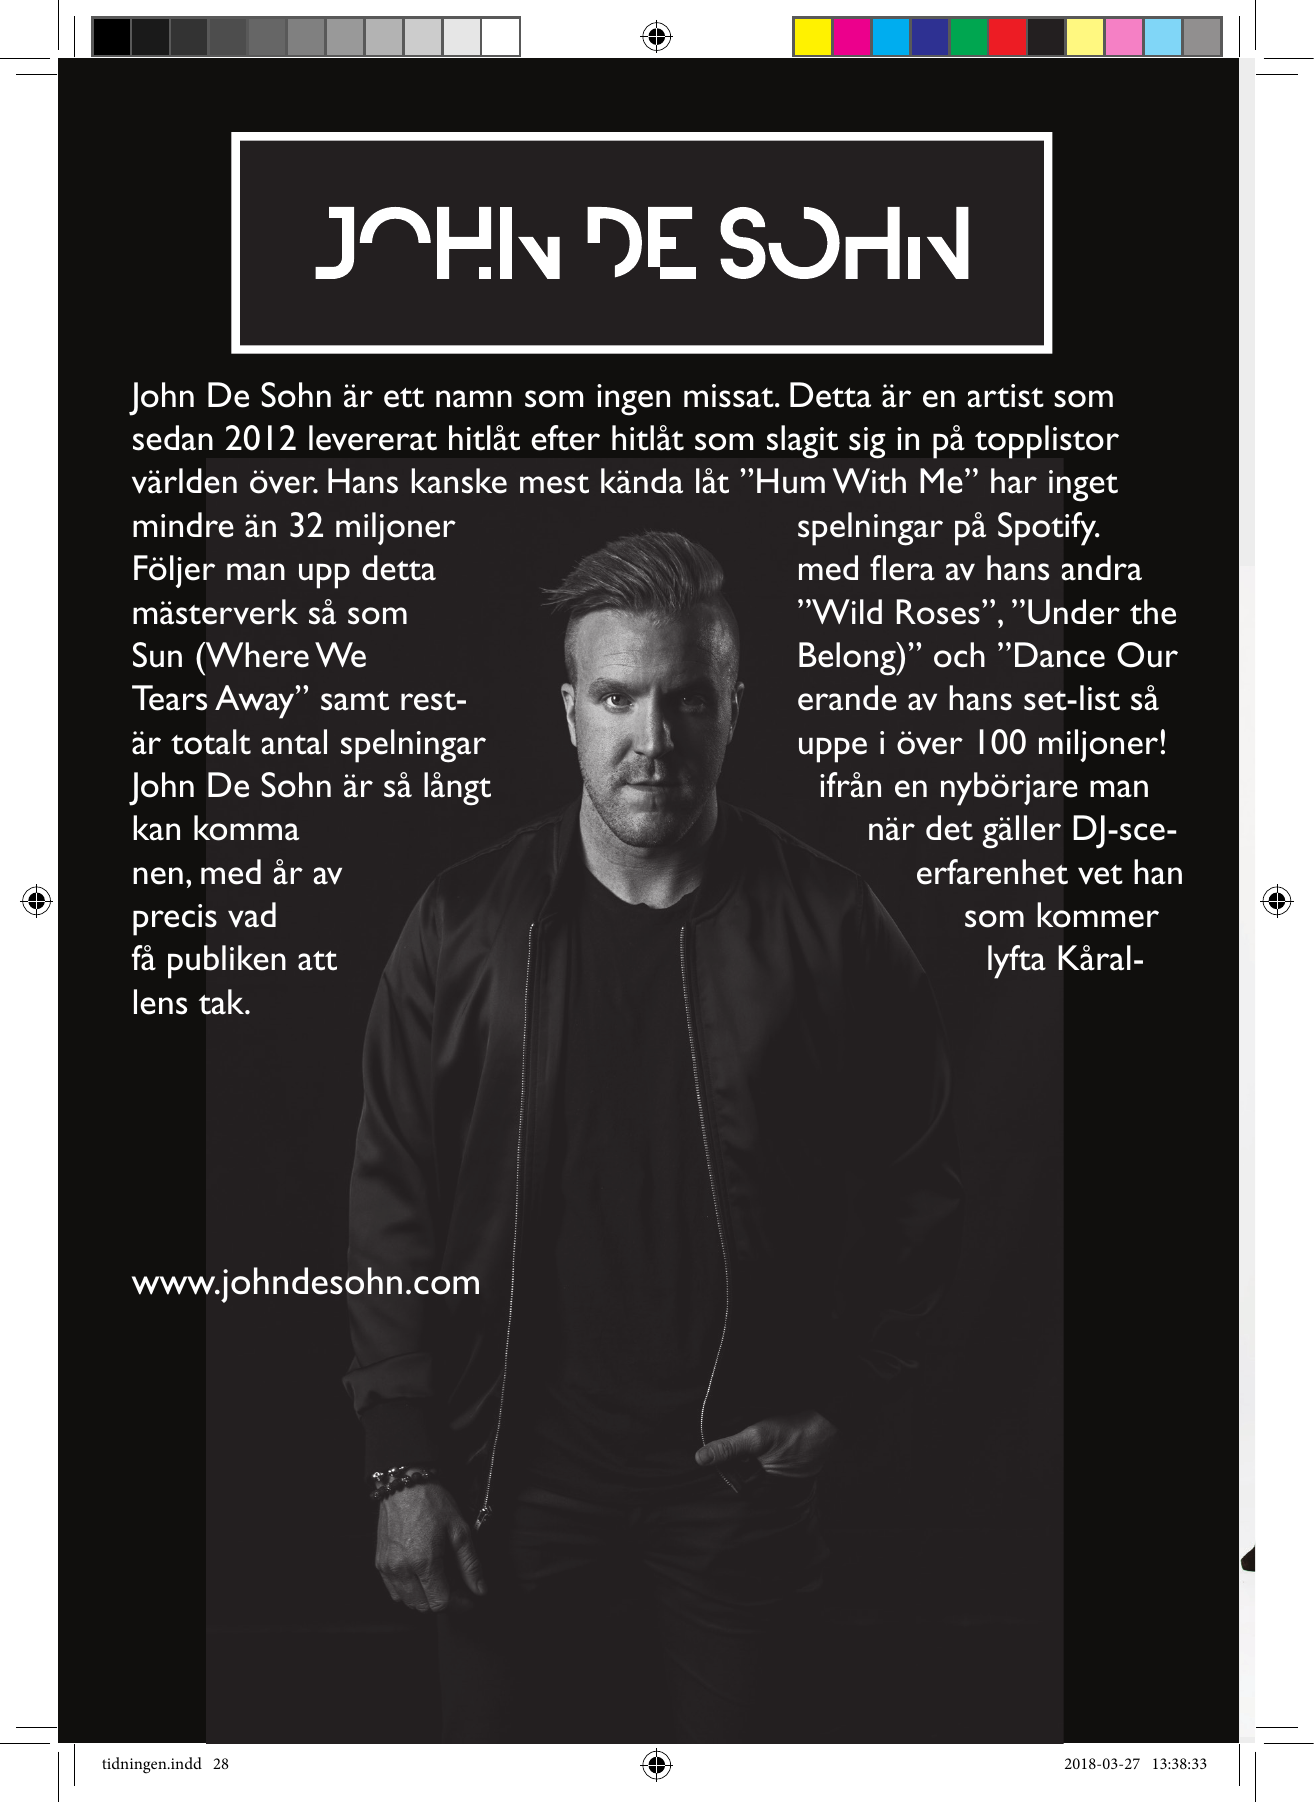 JOHN DE SOHN
John De Sohn är ett namn som ingen missat. Detta är en artist som
sedan 2012 levererat hitlåt efter hitlåt som slagit sig in på topplistor
världen över. Hans kanske mest kända låt ”Hum With Me” har inget
mindre än 32 miljoner spelningar på Spotify.
Följer man upp detta med flera av hans andra
mästerverk så som ”Wild Roses”, ”Under the
Sun (Where We Belong)” och ”Dance Our
Tears Away” samt rest- erande av hans set-list så
är totalt antal spelningar uppe i över 100 miljoner!
John De Sohn är så långt ifrån en nybörjare man
kan komma när det gäller DJ-sce-
nen, med år av erfarenhet vet han
precis vad som kommer
få publiken att lyfta Kåral-
lens tak.
www.johndesohn.com
tidningen.indd 28 2018-03-27 13:38:33